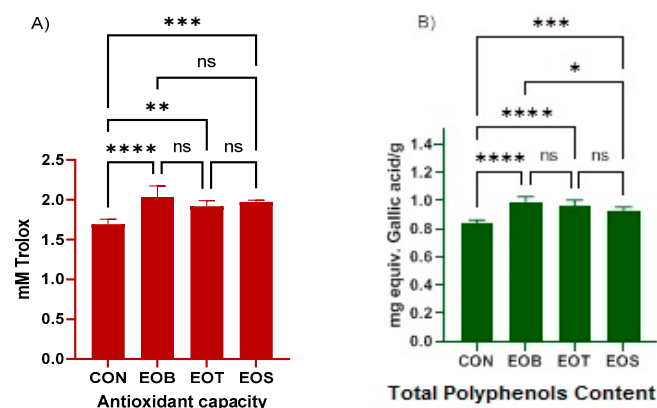 A)
***
ns
**
****
ns
ns
2.5
2.0
1.5
1.0
0.5
0.0
mM Trolox
CON EOB EOT EOS
Antioxidant capacity
B)
***
*
****
****
ns
ns
1.4
1.2
1.0
0.8
0.6
0.4
0.2
0.0
mg equiv. Gallic acid/g
CON EOB EOT EOS
Total Polyphenols Content